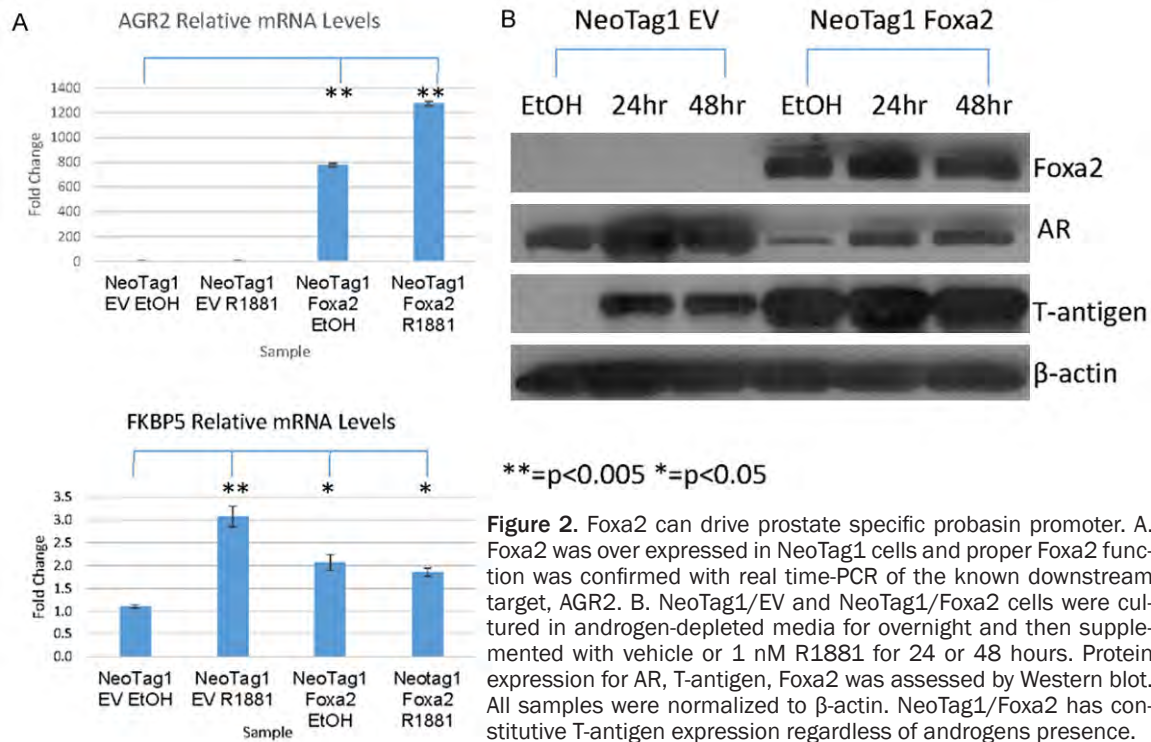 A
AGR2 Relative mRNA Levels
** **
1400
1200
1000
800
600
400
200
0
Fold Change
NeoTag1 NeoTag1 NeoTag1 NeoTag1
EV EtOH EV R1881 Foxa2 Foxa2
EtOH R1881
Sample
FKBP5 Relative mRNA Levels
** * *
3.5
3.0
2.5
2.0
1.5
1.0
0.5
0.0
Fold Change
NeoTag1 NeoTag1 NeoTag1 Neotag1
EV EtOH EV R1881 Foxa2 Foxa2
EtOH R1881
Sample
B
NeoTag1 EV NeoTag1 Foxa2
EtOH 24hr 48hr EtOH 24hr 48hr
Foxa2
AR
T-antigen
β-actin
**=p<0.005 *=p<0.05
Figure 2. Foxa2 can drive prostate specific probasin promoter. A.
Foxa2 was over expressed in NeoTag1 cells and proper Foxa2 func-
tion was confirmed with real time-PCR of the known downstream
target, AGR2. B. NeoTag1/EV and NeoTag1/Foxa2 cells were cul-
tured in androgen-depleted media for overnight and then supple-
mented with vehicle or 1 nM R1881 for 24 or 48 hours. Protein
expression for AR, T-antigen, Foxa2 was assessed by Western blot.
All samples were normalized to β-actin. NeoTag1/Foxa2 has con-
stitutive T-antigen expression regardless of androgens presence.